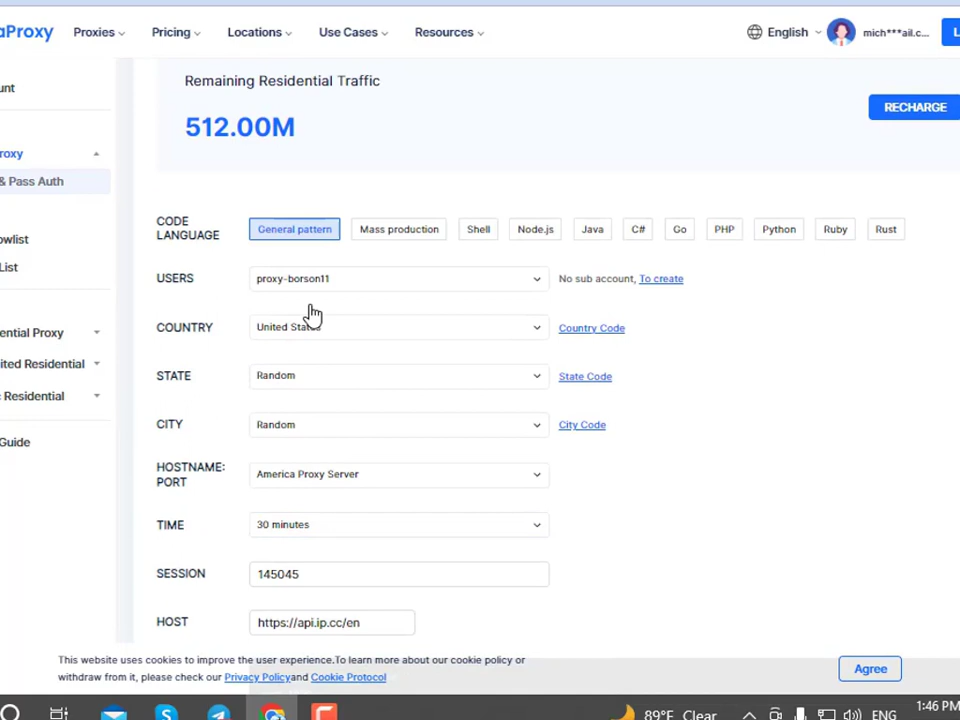 aProxy Proxies Pricing Locations Use Cases Resources English mich***ail.c... L
unt
Remaining Residential Traffic
512.00M
RECHARGE
roxy
& Pass Auth
CODE LANGUAGE
General pattern Mass production Shell Node.js Java C# Go PHP Python Ruby Rust
owlist
List
USERS proxy-borson11 No sub account, To create
COUNTRY United States Country Code
ential Proxy
ited Residential
Residential
STATE Random State Code
CITY Random City Code
Guide
HOSTNAME:
PORT
America Proxy Server
TIME 30 minutes
SESSION 145045
HOST https://api.ip.cc/en
This website uses cookies to improve the user experience.To learn more about our cookie policy or
withdraw from it, please check our Privacy Policyand Cookie Protocol
Agree
89°F Clear ENG 1:46 PM